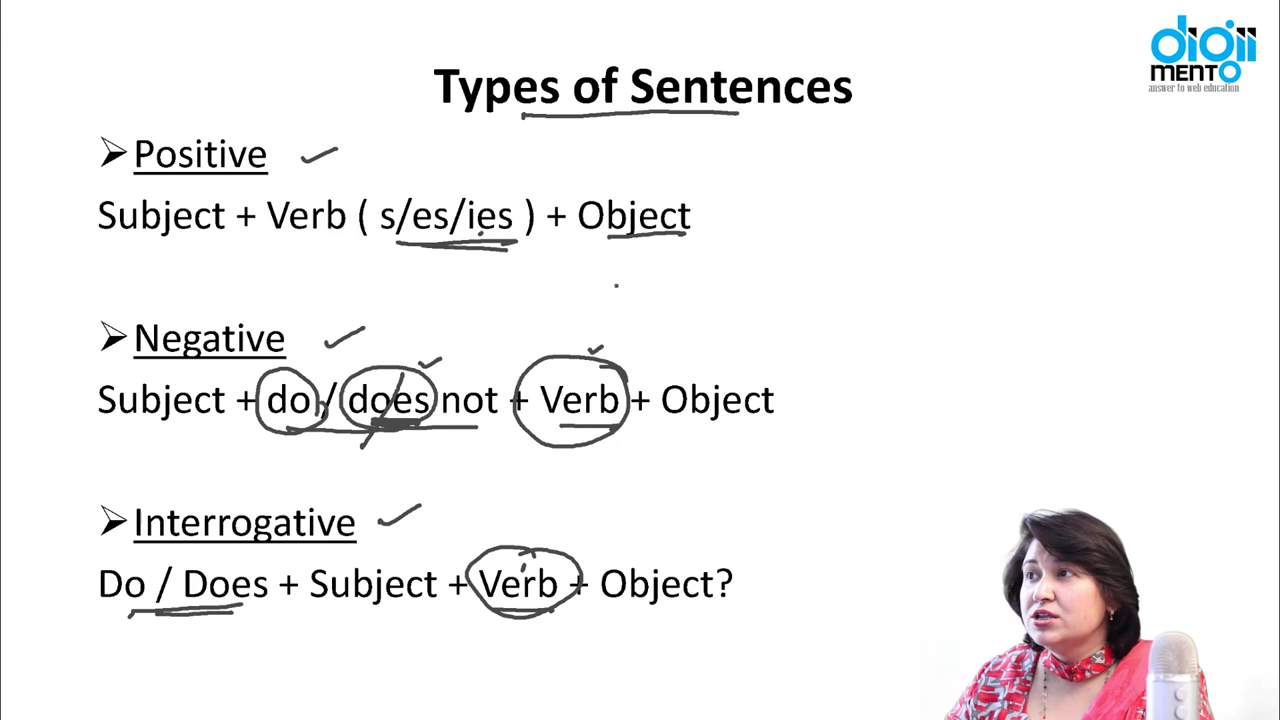 digii
MENTO
answer to web education
Types of Sentences
Positive
Subject + Verb ( s/es/ies ) + Object
Negative
Subject + do / does not + Verb + Object
Interrogative
Do / Does + Subject + Verb + Object?